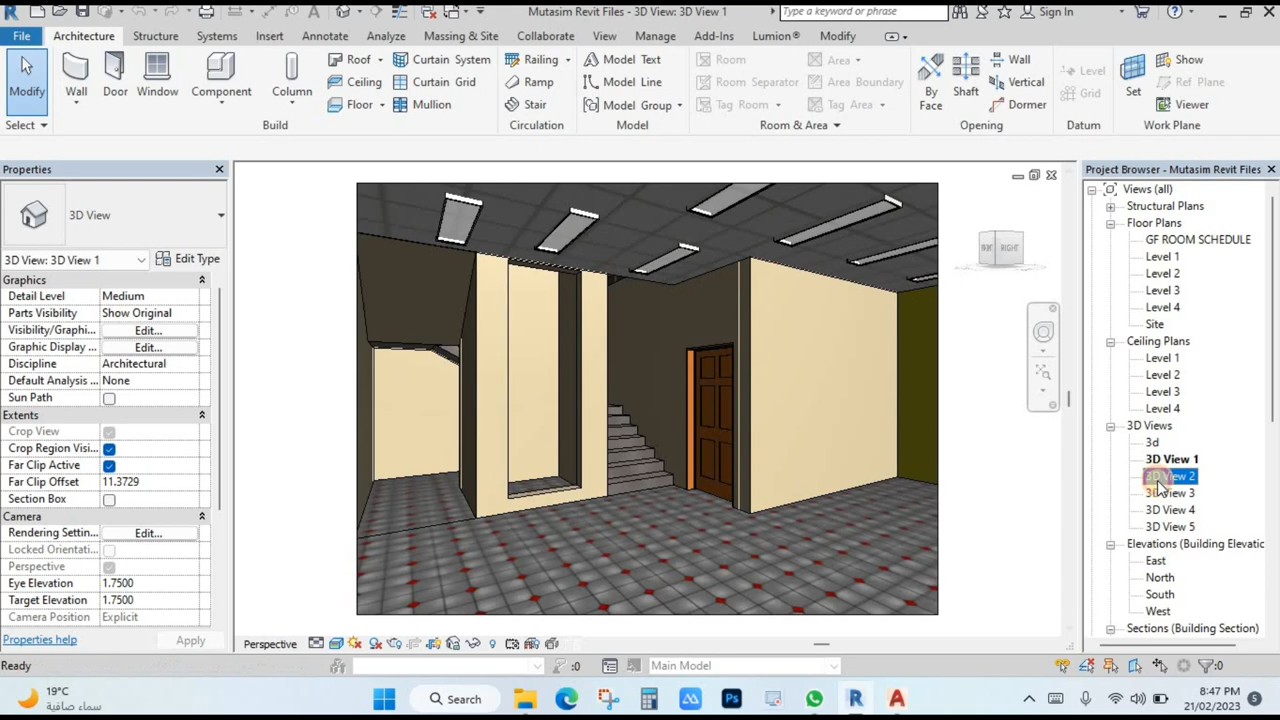 Mutasim Revit Files - 3D View: 3D View 1
Type a keyword or phrase
Sign In
File Architecture Structure Systems Insert Annotate Analyze Massing & Site Collaborate View Manage Add-Ins Lumion® Modify
Modify
Select
Wall
Door
Window
Component
Column
Roof
Ceiling
Floor
Curtain System
Curtain Grid
Mullion
Build
Railing
Ramp
Stair
Circulation
Model Text
Model Line
Model Group
Model
Room
Room Separator
Tag Room
Area
Area Boundary
Tag Area
Room & Area
By
Face
Shaft
Wall
Vertical
Dormer
Opening
Level
Grid
Datum
Set
Show
Ref Plane
Viewer
Work Plane
Properties
3D View
3D View: 3D View 1
Edit Type
Graphics
Detail Level Medium
Parts Visibility Show Original
Visibility/Graphi... Edit...
Graphic Display ... Edit...
Discipline Architectural
Default Analysis ... None
Sun Path
Extents
Crop View
Crop Region Visi...
Far Clip Active
Far Clip Offset 11.3729
Section Box
Camera
Rendering Settin... Edit...
Locked Orientati...
Perspective
Eye Elevation 1.7500
Target Elevation 1.7500
Camera Position Explicit
Properties help
Apply
RIGHT
Perspective
Project Browser - Mutasim Revit Files
Views (all)
Structural Plans
Floor Plans
GF ROOM SCHEDULE
Level 1
Level 2
Level 3
Level 4
Site
Ceiling Plans
Level 1
Level 2
Level 3
Level 4
3D Views
3d
3D View 1
3D View 2
3D View 3
3D View 4
3D View 5
Elevations (Building Elevatic
East
North
South
West
Sections (Building Section)
Ready
:0
Main Model
:0
19°C
سماء صافية
Search
8:47 PM
21/02/2023